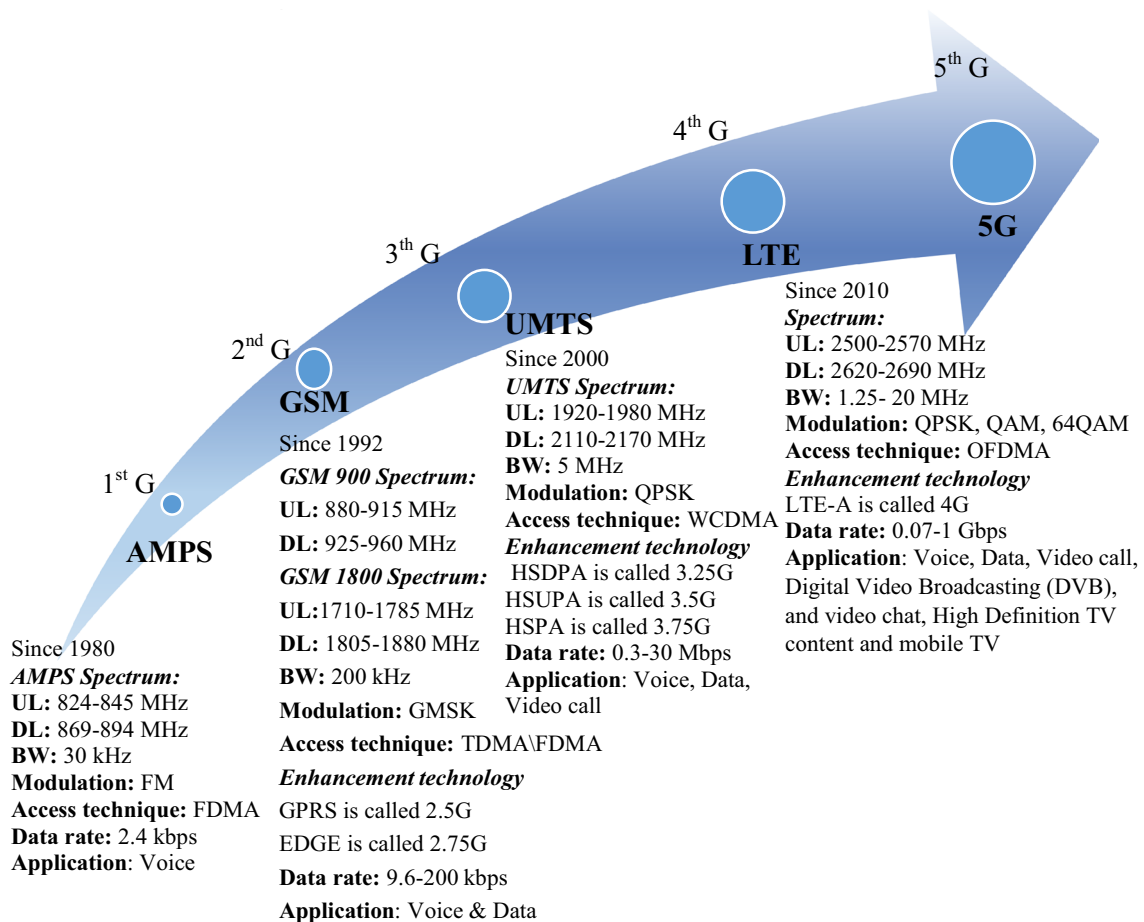 1st G
AMPS
Since 1980
AMPS Spectrum:
UL: 824-845 MHz
DL: 869-894 MHz
BW: 30 kHz
Modulation: FM
Access technique: FDMA
Data rate: 2.4 kbps
Application: Voice
2nd G
GSM
Since 1992
GSM 900 Spectrum:
UL: 880-915 MHz
DL: 925-960 MHz
GSM 1800 Spectrum:
UL:1710-1785 MHz
DL: 1805-1880 MHz
BW: 200 kHz
Modulation: GMSK
Access technique: TDMA\FDMA
Enhancement technology
GPRS is called 2.5G
EDGE is called 2.75G
Data rate: 9.6-200 kbps
Application: Voice & Data
3th G
UMTS
Since 2000
UMTS Spectrum:
UL: 1920-1980 MHz
DL: 2110-2170 MHz
BW: 5 MHz
Modulation: QPSK
Access technique: WCDMA
Enhancement technology
HSDPA is called 3.25G
HSUPA is called 3.5G
HSPA is called 3.75G
Data rate: 0.3-30 Mbps
Application: Voice, Data,
Video call
4th G
LTE
Since 2010
Spectrum:
UL: 2500-2570 MHz
DL: 2620-2690 MHz
BW: 1.25- 20 MHz
Modulation: QPSK, QAM, 64QAM
Access technique: OFDMA
Enhancement technology
LTE-A is called 4G
Data rate: 0.07-1 Gbps
Application: Voice, Data, Video call,
Digital Video Broadcasting (DVB),
and video chat, High Definition TV
content and mobile TV
5th G
5G